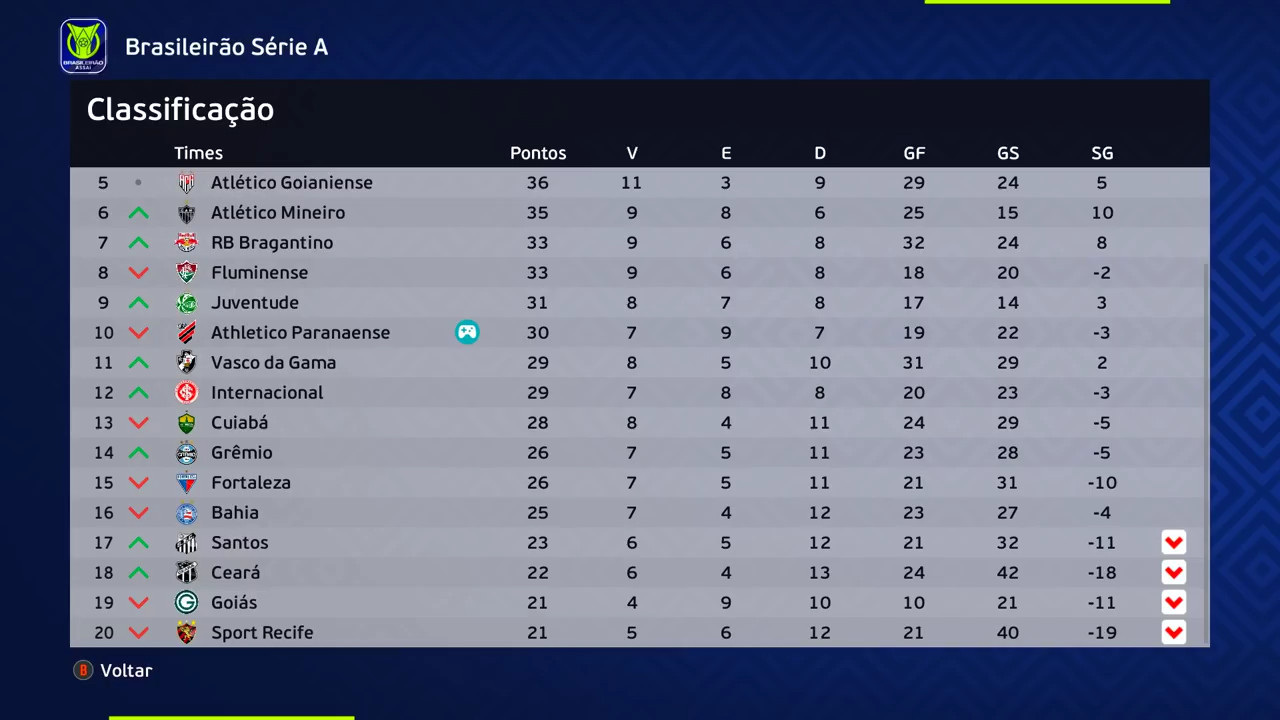 BRASILEIRÃO
ASSAÍ
Brasileirão Série A
Classificação
Times Pontos V E D GF GS SG
5 Atlético Goianiense 36 11 3 9 29 24 5
6 Atlético Mineiro 35 9 8 6 25 15 10
7 RB Bragantino 33 9 6 8 32 24 8
8 Fluminense 33 9 6 8 18 20 -2
9 Juventude 31 8 7 8 17 14 3
10 Athletico Paranaense 30 7 9 7 19 22 -3
11 Vasco da Gama 29 8 5 10 31 29 2
12 Internacional 29 7 8 8 20 23 -3
13 Cuiabá 28 8 4 11 24 29 -5
14 Grêmio 26 7 5 11 23 28 -5
15 Fortaleza 26 7 5 11 21 31 -10
16 Bahia 25 7 4 12 23 27 -4
17 Santos 23 6 5 12 21 32 -11
18 Ceará 22 6 4 13 24 42 -18
19 Goiás 21 4 9 10 10 21 -11
20 Sport Recife 21 5 6 12 21 40 -19
B Voltar